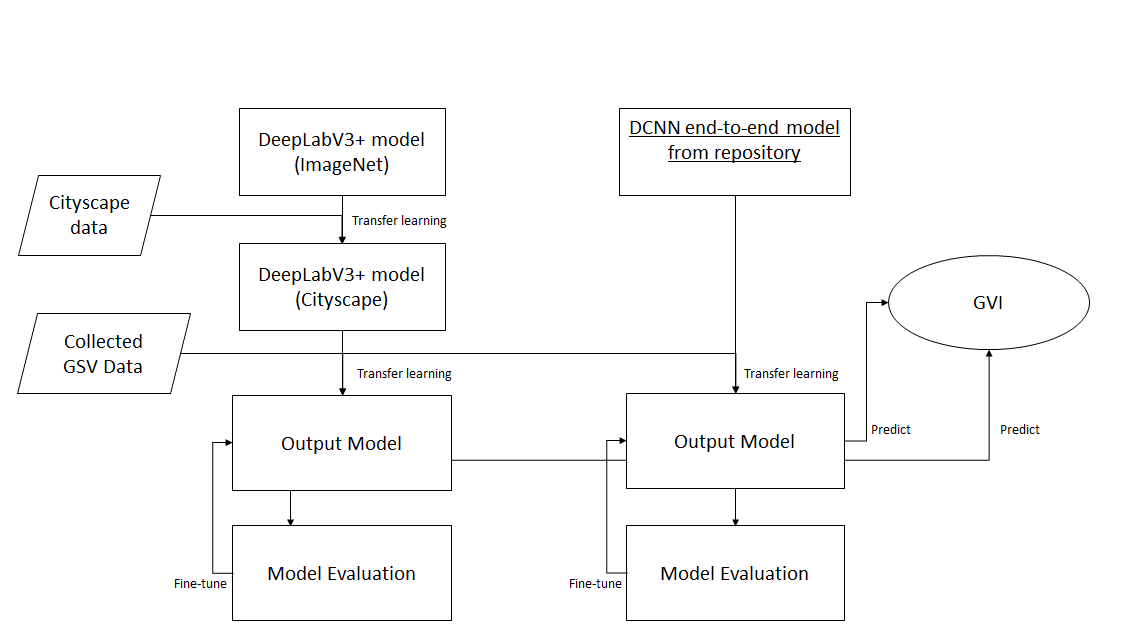 DeepLabV3+ model
(ImageNet)
DCNN end-to-end model
from repository
Cityscape
data
Transfer learning
DeepLabV3+ model
(Cityscape)
GVI
Collected
GSV Data
Transfer learning
Transfer learning
Output Model
Output Model
Predict
Predict
Model Evaluation
Model Evaluation
Fine-tune
Fine-tune